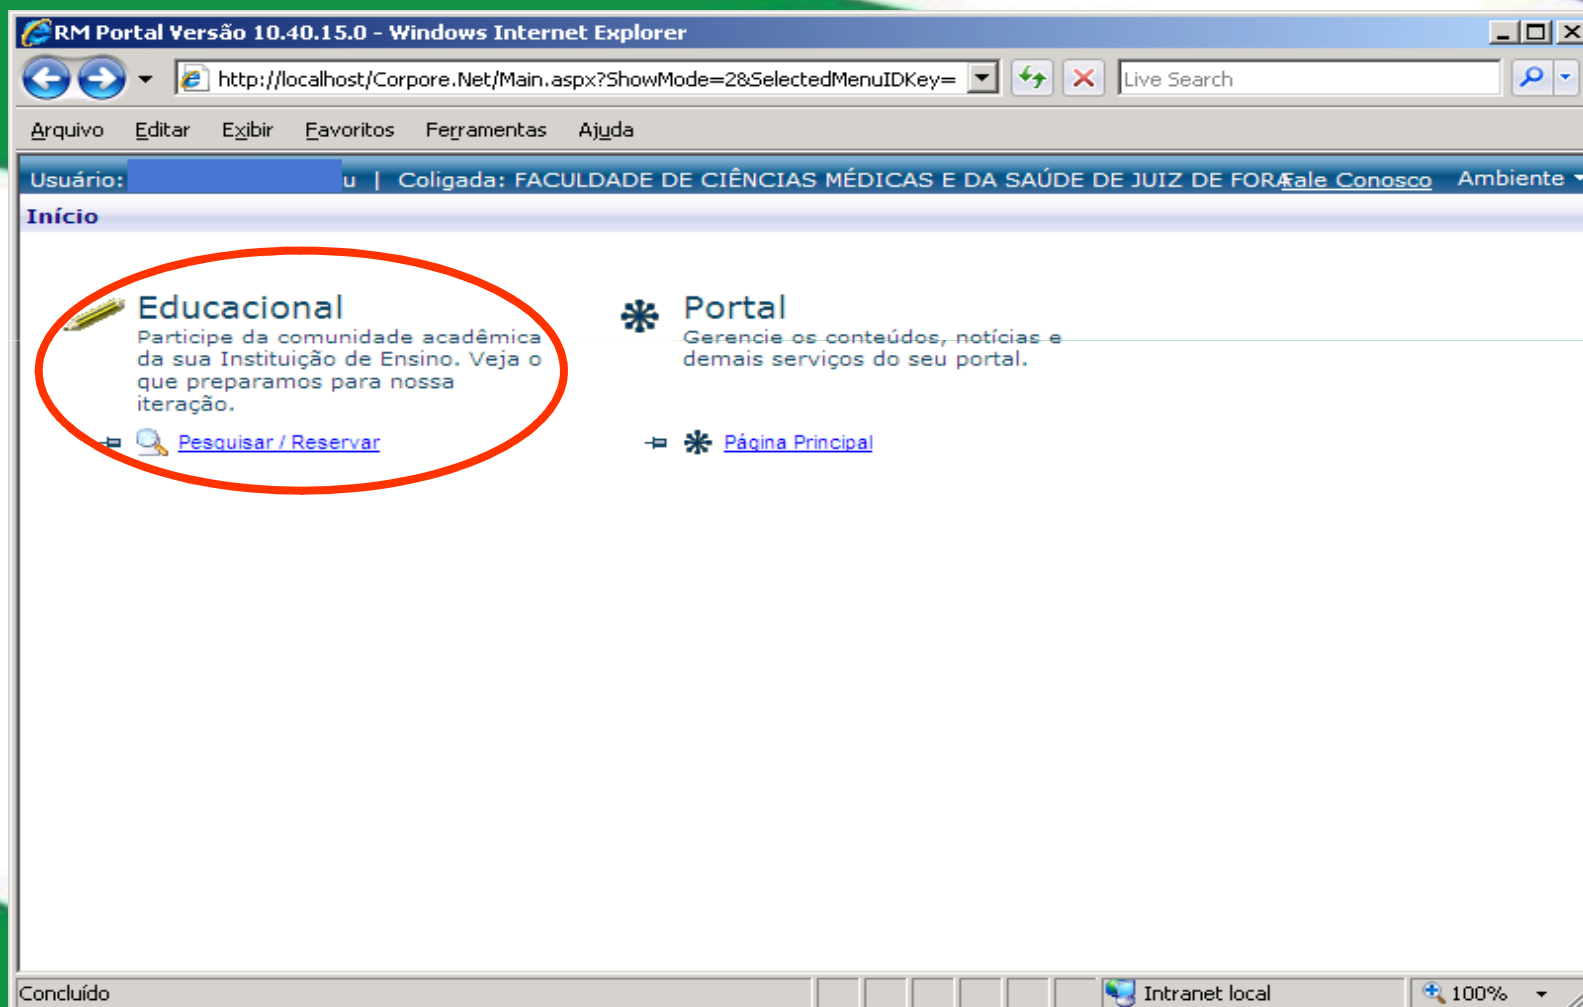 RM Portal Versão 10.40.15.0 - Windows Internet Explorer
http://localhost/Corpore.Net/Main.aspx?ShowMode=2&SelectedMenuIDKey=
Live Search
Arquivo Editar Exibir Favoritos Ferramentas Ajuda
Usuário: u | Coligada: FACULDADE DE CIÊNCIAS MÉDICAS E DA SAÚDE DE JUIZ DE FORA Fale Conosco Ambiente
Início
Educacional
Participe da comunidade acadêmica
da sua Instituição de Ensino. Veja o
que preparamos para nossa
iteração.
Pesquisar / Reservar
Portal
Gerencie os conteúdos, notícias e
demais serviços do seu portal.
Página Principal
Concluído
Intranet local
100%